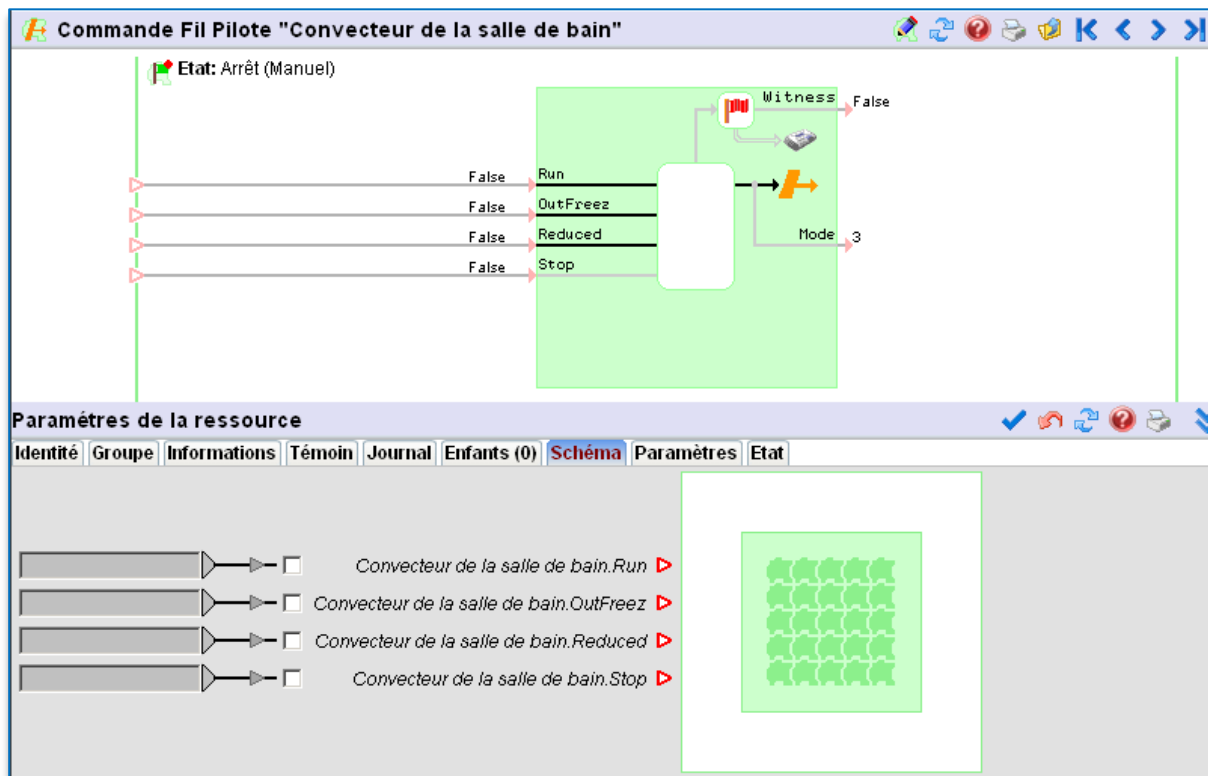 Commande Fil Pilote "Convecteur de la salle de bain"
Etat: Arrêt (Manuel)
Witness False
False Run
False OutFreez
False Reduced Mode 3
False Stop
Paramétres de la ressource
Identité Groupe Informations Témoin Journal Enfants (0) Schéma Paramètres Etat
Convecteur de la salle de bain.Run
Convecteur de la salle de bain.OutFreez
Convecteur de la salle de bain.Reduced
Convecteur de la salle de bain.Stop